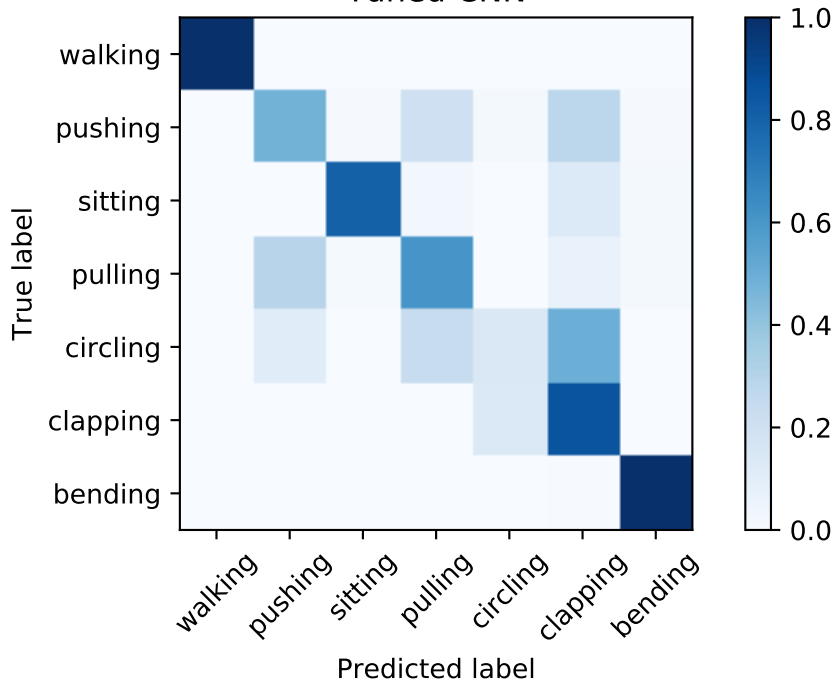 walking
pushing
sitting
pulling
circling
clapping
bending
True label
walking
pushing
sitting
pulling
circling
clapping
bending
Predicted label
1.0
0.8
0.6
0.4
0.2
0.0